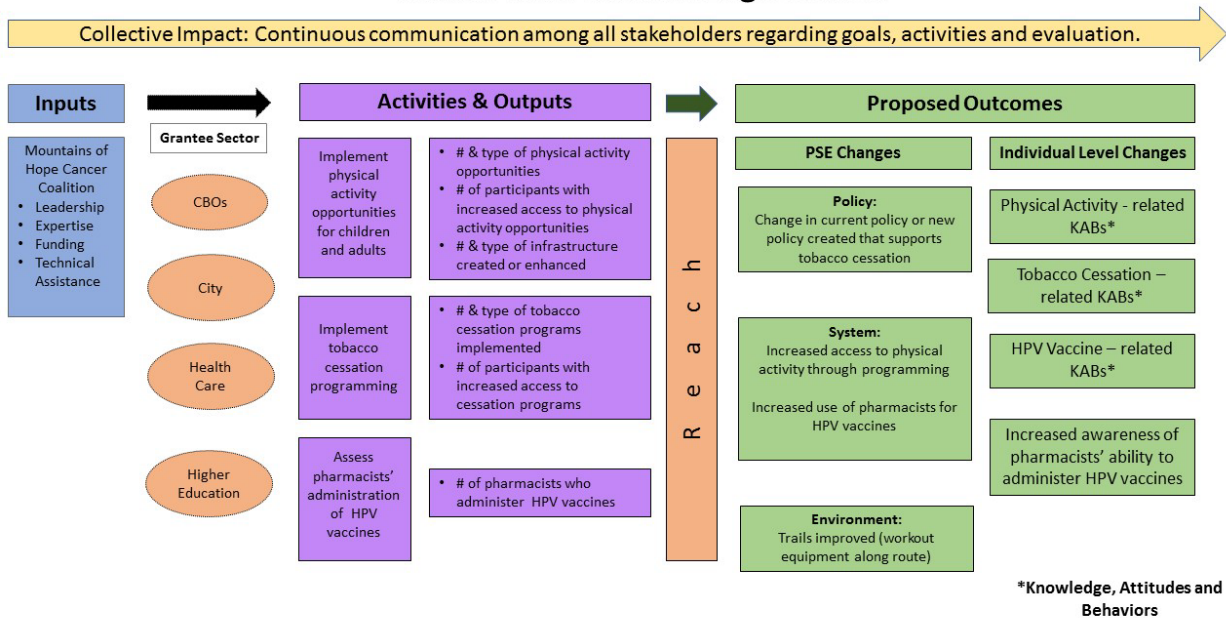 Collective Impact: Continuous communication among all stakeholders regarding goals, activities and evaluation.
Inputs
Mountains of
Hope Cancer
Coalition
• Leadership
• Expertise
• Funding
• Technical
Assistance
Grantee Sector
CBOs
City
Health
Care
Higher
Education
Activities & Outputs
Implement
physical
activity
opportunities
for children
and adults
• # & type of physical activity
opportunities
• # of participants with
increased access to physical
activity opportunities
• # & type of infrastructure
created or enhanced
Implement
tobacco
cessation
programming
• # & type of tobacco
cessation programs
implemented
• # of participants with
increased access to
cessation programs
Assess
pharmacists'
administration
of HPV
vaccines
• # of pharmacists who
administer HPV vaccines
Reach
Proposed Outcomes
PSE Changes
Policy:
Change in current policy or new
policy created that supports
tobacco cessation
System:
Increased access to physical
activity through programming
Increased use of pharmacists for
HPV vaccines
Environment:
Trails improved (workout
equipment along route)
Individual Level Changes
Physical Activity - related
KABs*
Tobacco Cessation –
related KABs*
HPV Vaccine – related
KABs*
Increased awareness of
pharmacists' ability to
administer HPV vaccines
*Knowledge, Attitudes and
Behaviors